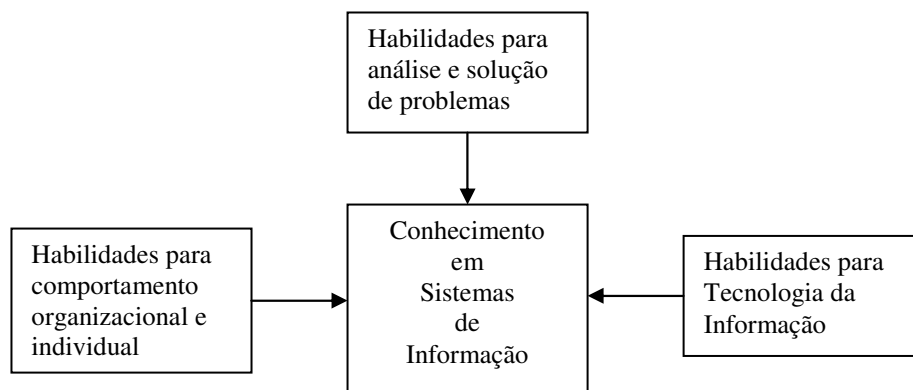 Habilidades para
análise e solução
de problemas
Habilidades para
comportamento
organizacional e
individual
Conhecimento
em
Sistemas
de
Informação
Habilidades para
Tecnologia da
Informação